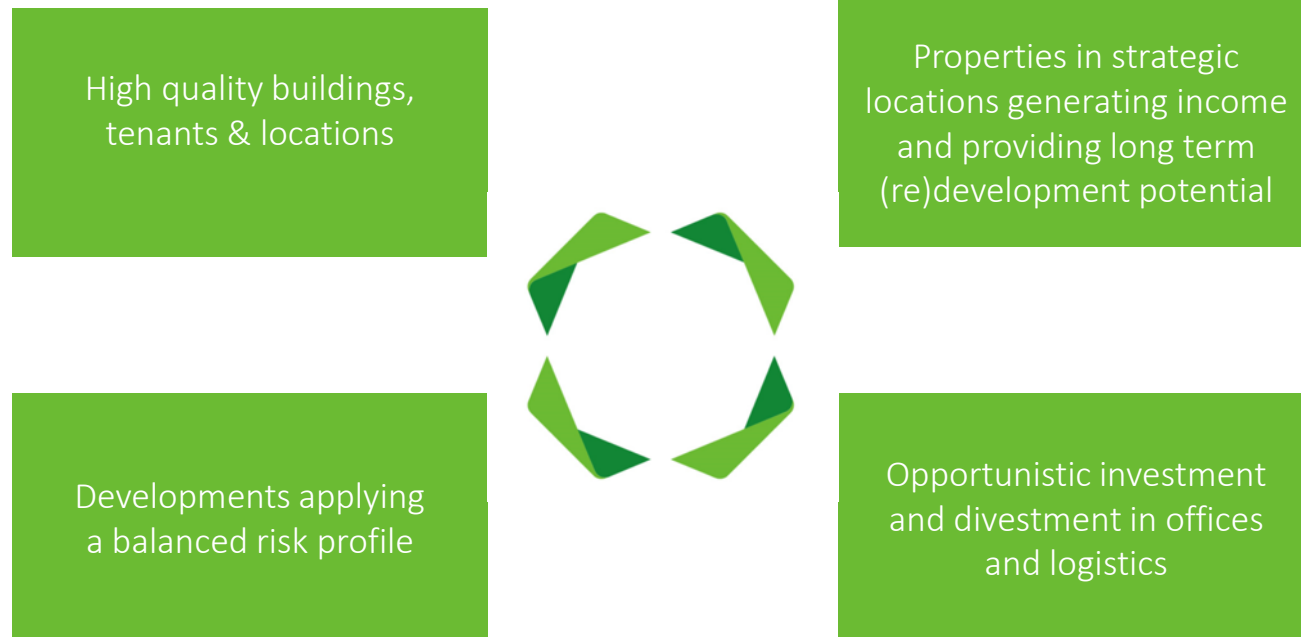 High quality buildings,
tenants & locations
Properties in strategic
locations generating income
and providing long term
(re)development potential
Developments applying
a balanced risk profile
Opportunistic investment
and divestment in offices
and logistics